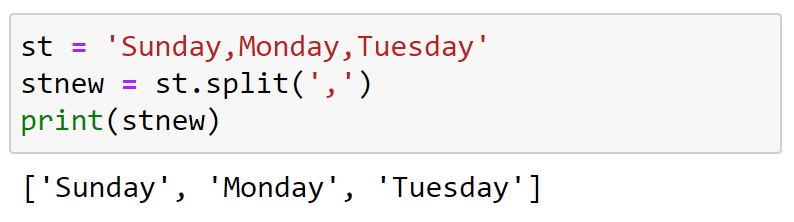 st = 'Sunday,Monday,Tuesday'
stnew = st.split(',')
print(stnew)
['Sunday', 'Monday', 'Tuesday']